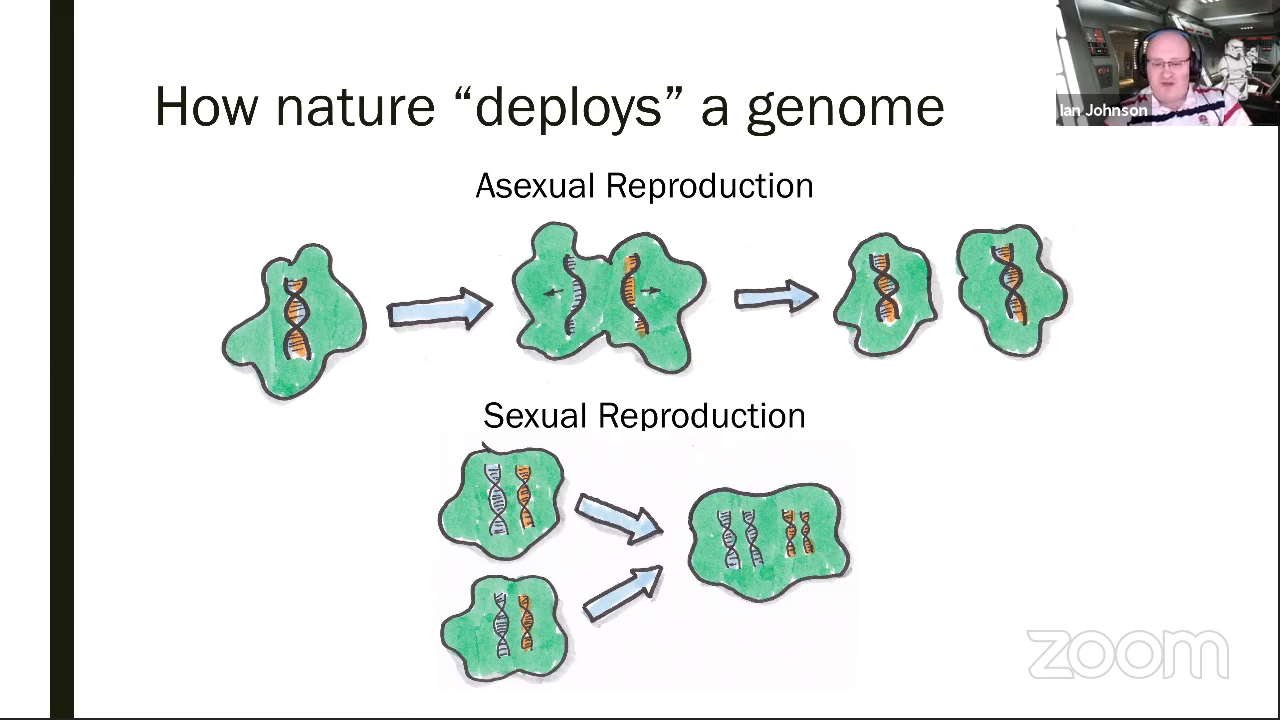 How nature “deploys” a genome
Ian Johnson
Asexual Reproduction
Sexual Reproduction
zoom